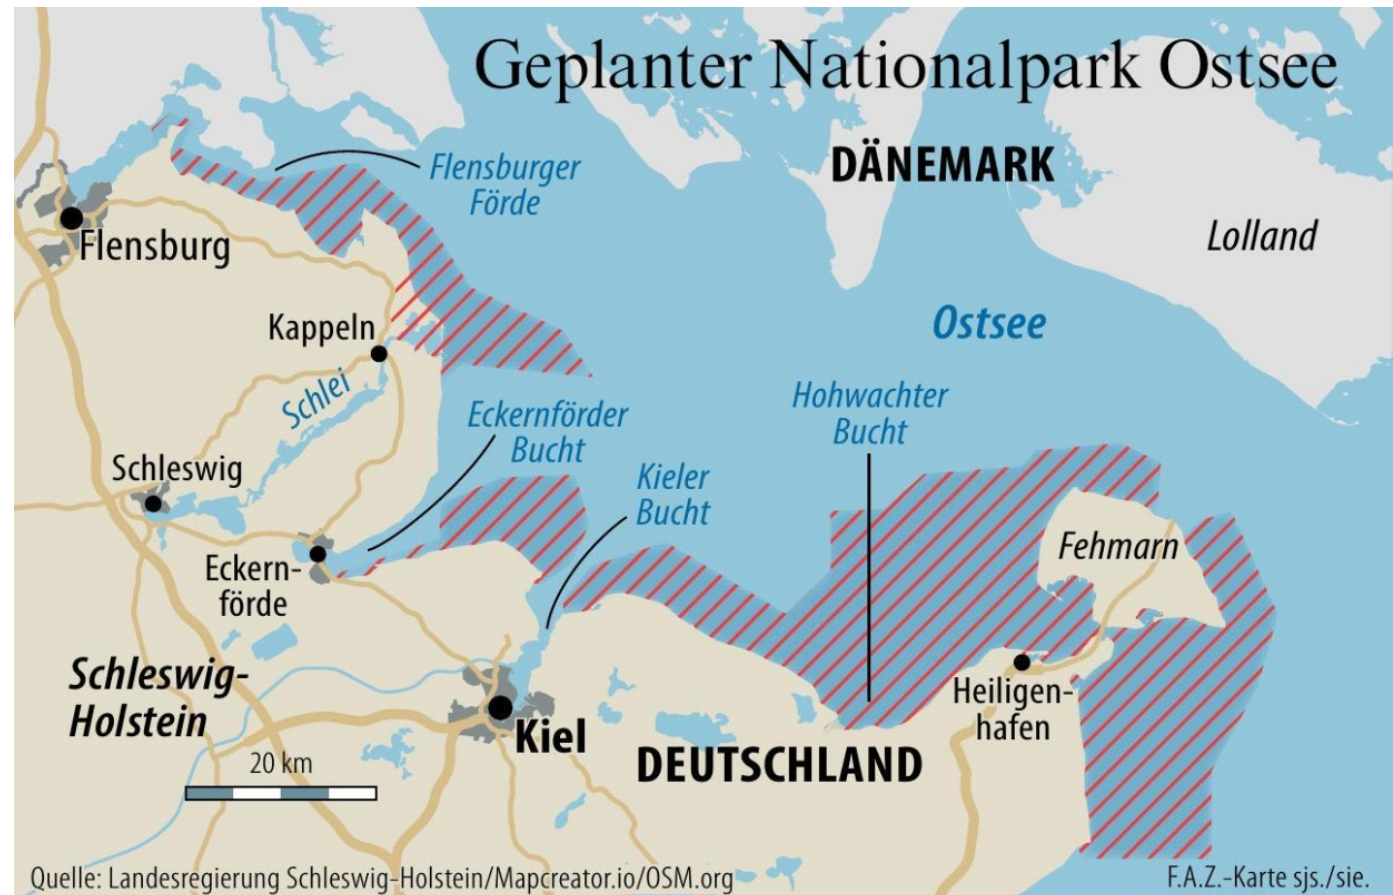 Geplanter Nationalpark Ostsee
DÄNEMARK
Flensburger
Förde
Lolland
Flensburg
Ostsee
Kappeln
Schlei
Hohwachter
Bucht
Eckernförder
Bucht
Schleswig
Kieler
Bucht
Fehmarn
Eckern-
förde
Schleswig-
Holstein
Heiligen-
hafen
Kiel
DEUTSCHLAND
20 km
Quelle: Landesregierung Schleswig-Holstein/Mapcreator.io/OSM.org
F.A.Z.-Karte sjs./sie.